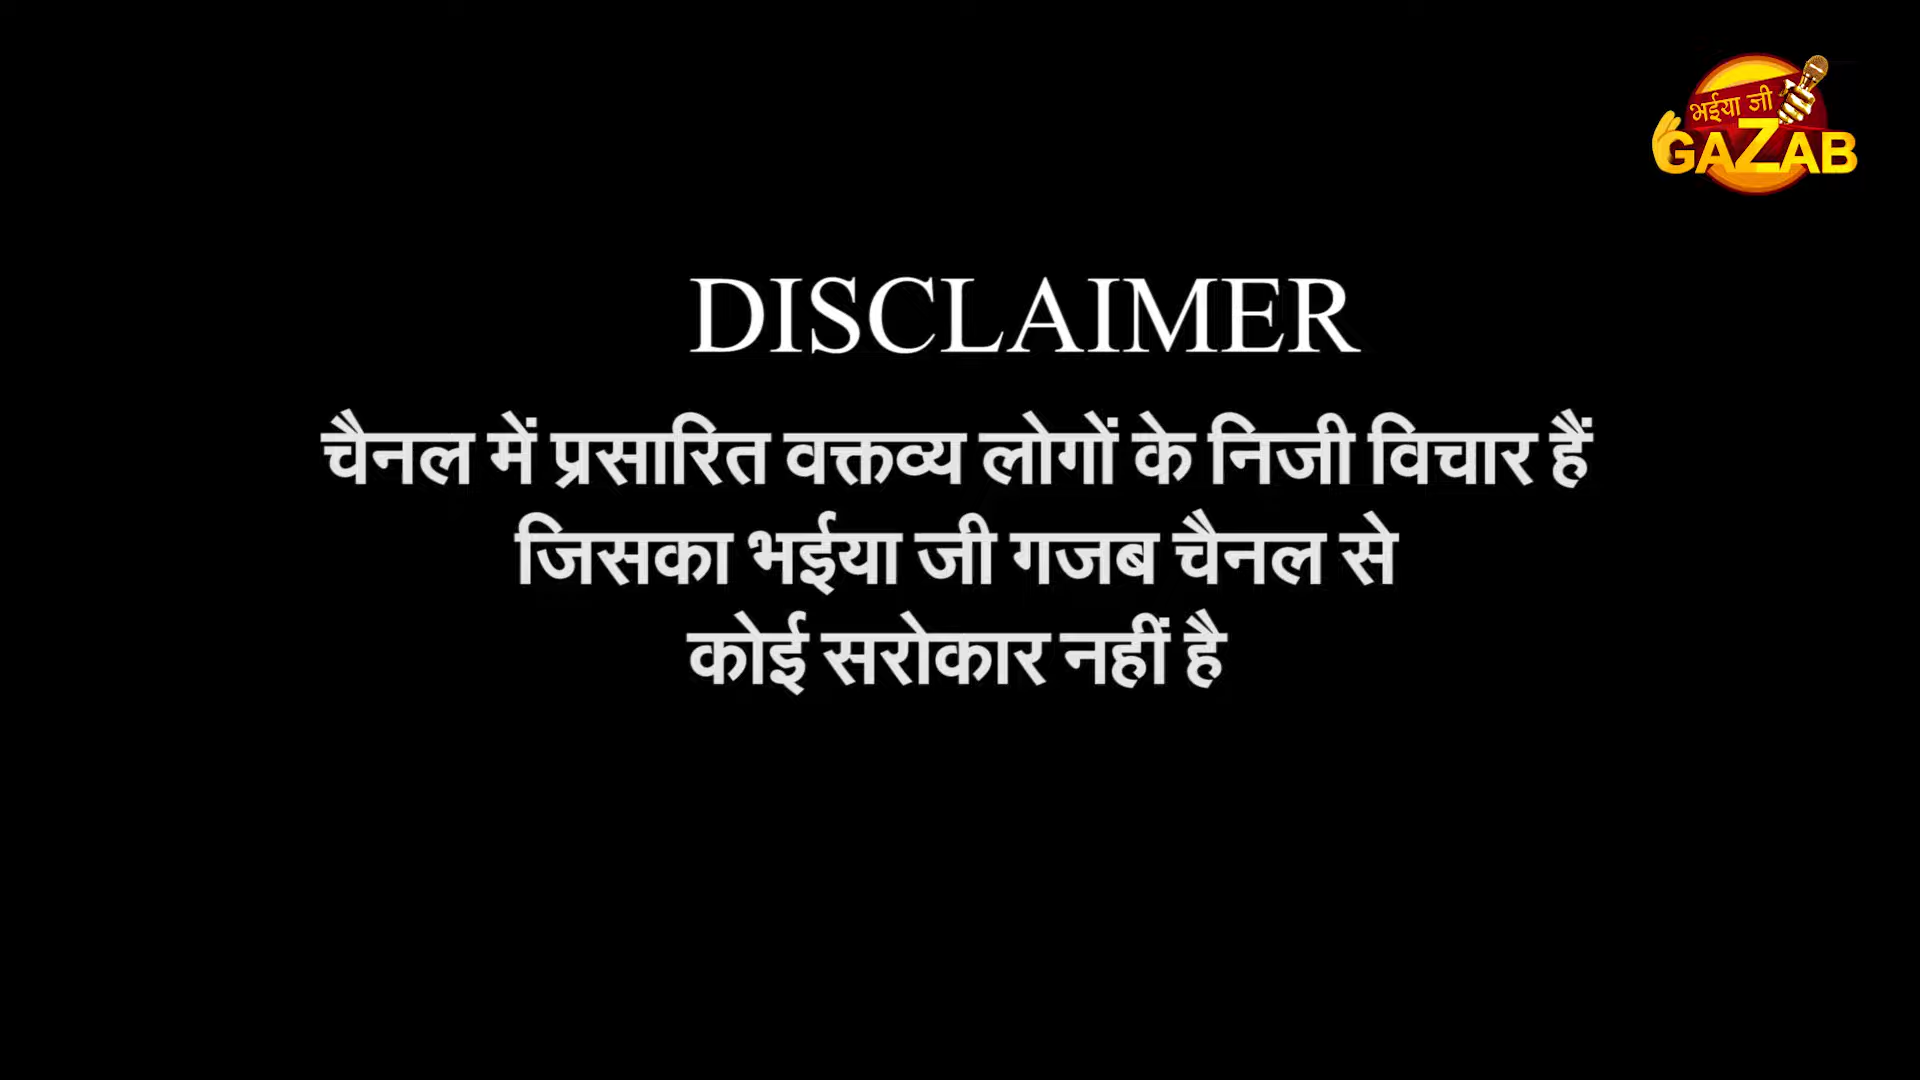 भईया जी
GAZAB
DISCLAIMER
चैनल में प्रसारित वक्तव्य लोगों के निजी विचार हैं
जिसका भईया जी गजब चैनल से
कोई सरोकार नहीं है